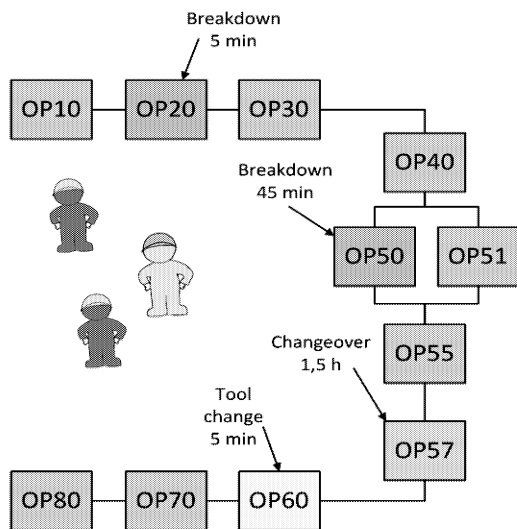 Breakdown
5 min
OP10
OP20
OP30
OP40
Breakdown
45 min
OP50
OP51
Changeover
1,5 h
OP55
Tool
change
5 min
OP57
OP80
OP70
OP60